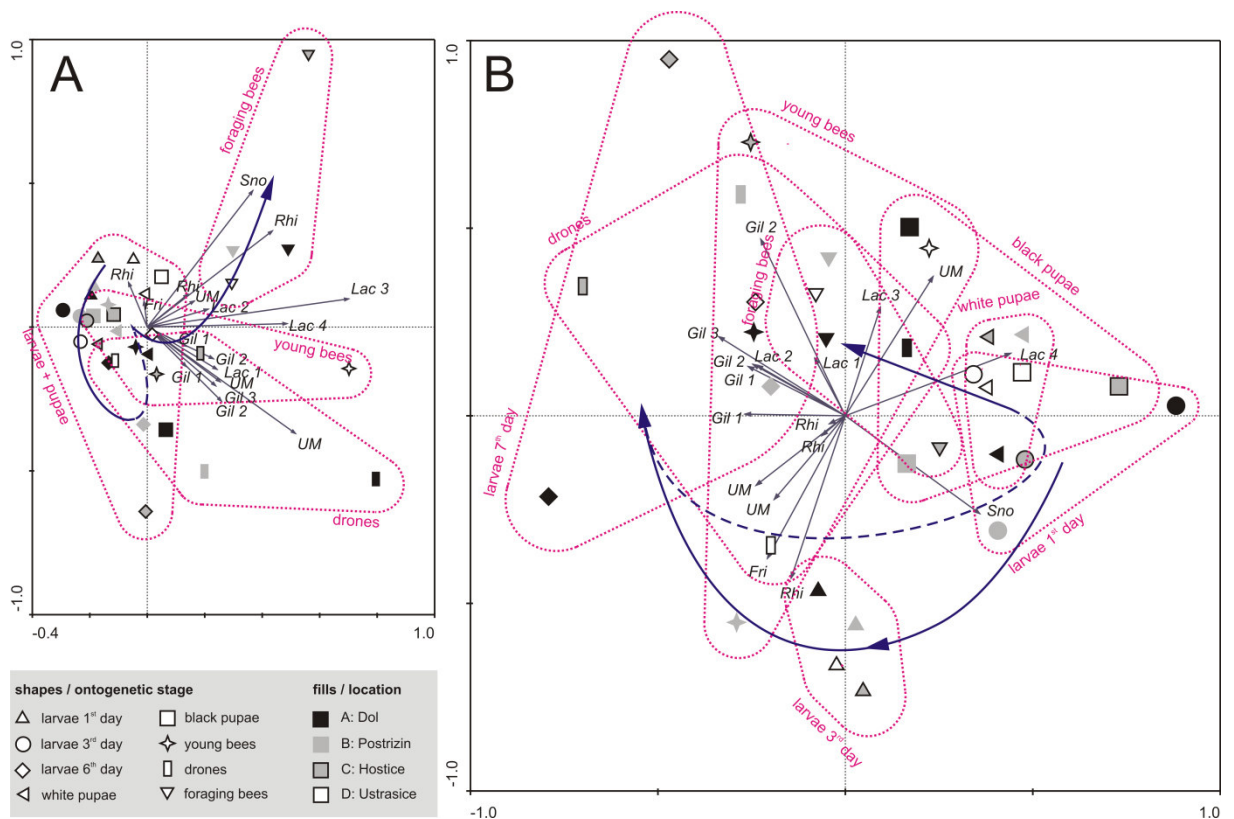 A
1.0
foraging bees
Sno
Rhi
Rhi
Rhi
UM
Fri
Lac 2
Lac 3
Lac 4
Gil 1
Gil 2
Lac 1
Gil 1
UM
Gil 3
Gil 2
UM
young bees
larvae + pupae
drones
-1.0
-0.4
1.0
B
1.0
young bees
drones
foraging bees
black pupae
white pupae
Gil 2
UM
Lac 3
Gil 3
Lac 2
Gil 2
Gil 1
Lac 1
Lac 4
Gil 1
Rhi
Rhi
UM
UM
Sno
Fri
Rhi
larvae 7th day
larvae 1st day
larvae 3rd day
-1.0
-1.0
1.0
shapes / ontogenetic stage
larvae 1st day
larvae 3rd day
larvae 6th day
white pupae
black pupae
young bees
drones
foraging bees
fills / location
A: Dol
B: Postrizin
C: Hostice
D: Ustrasice